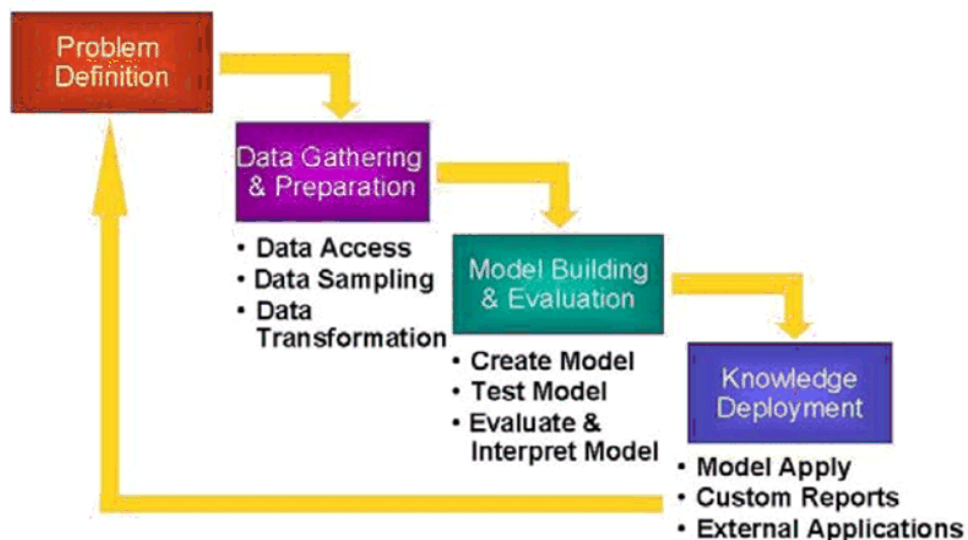 Problem
Definition
Data Gathering
& Preparation
• Data Access
• Data Sampling
• Data
Transformation
Model Building
& Evaluation
• Create Model
• Test Model
• Evaluate &
Interpret Model
Knowledge
Deployment
• Model Apply
• Custom Reports
• External Applications